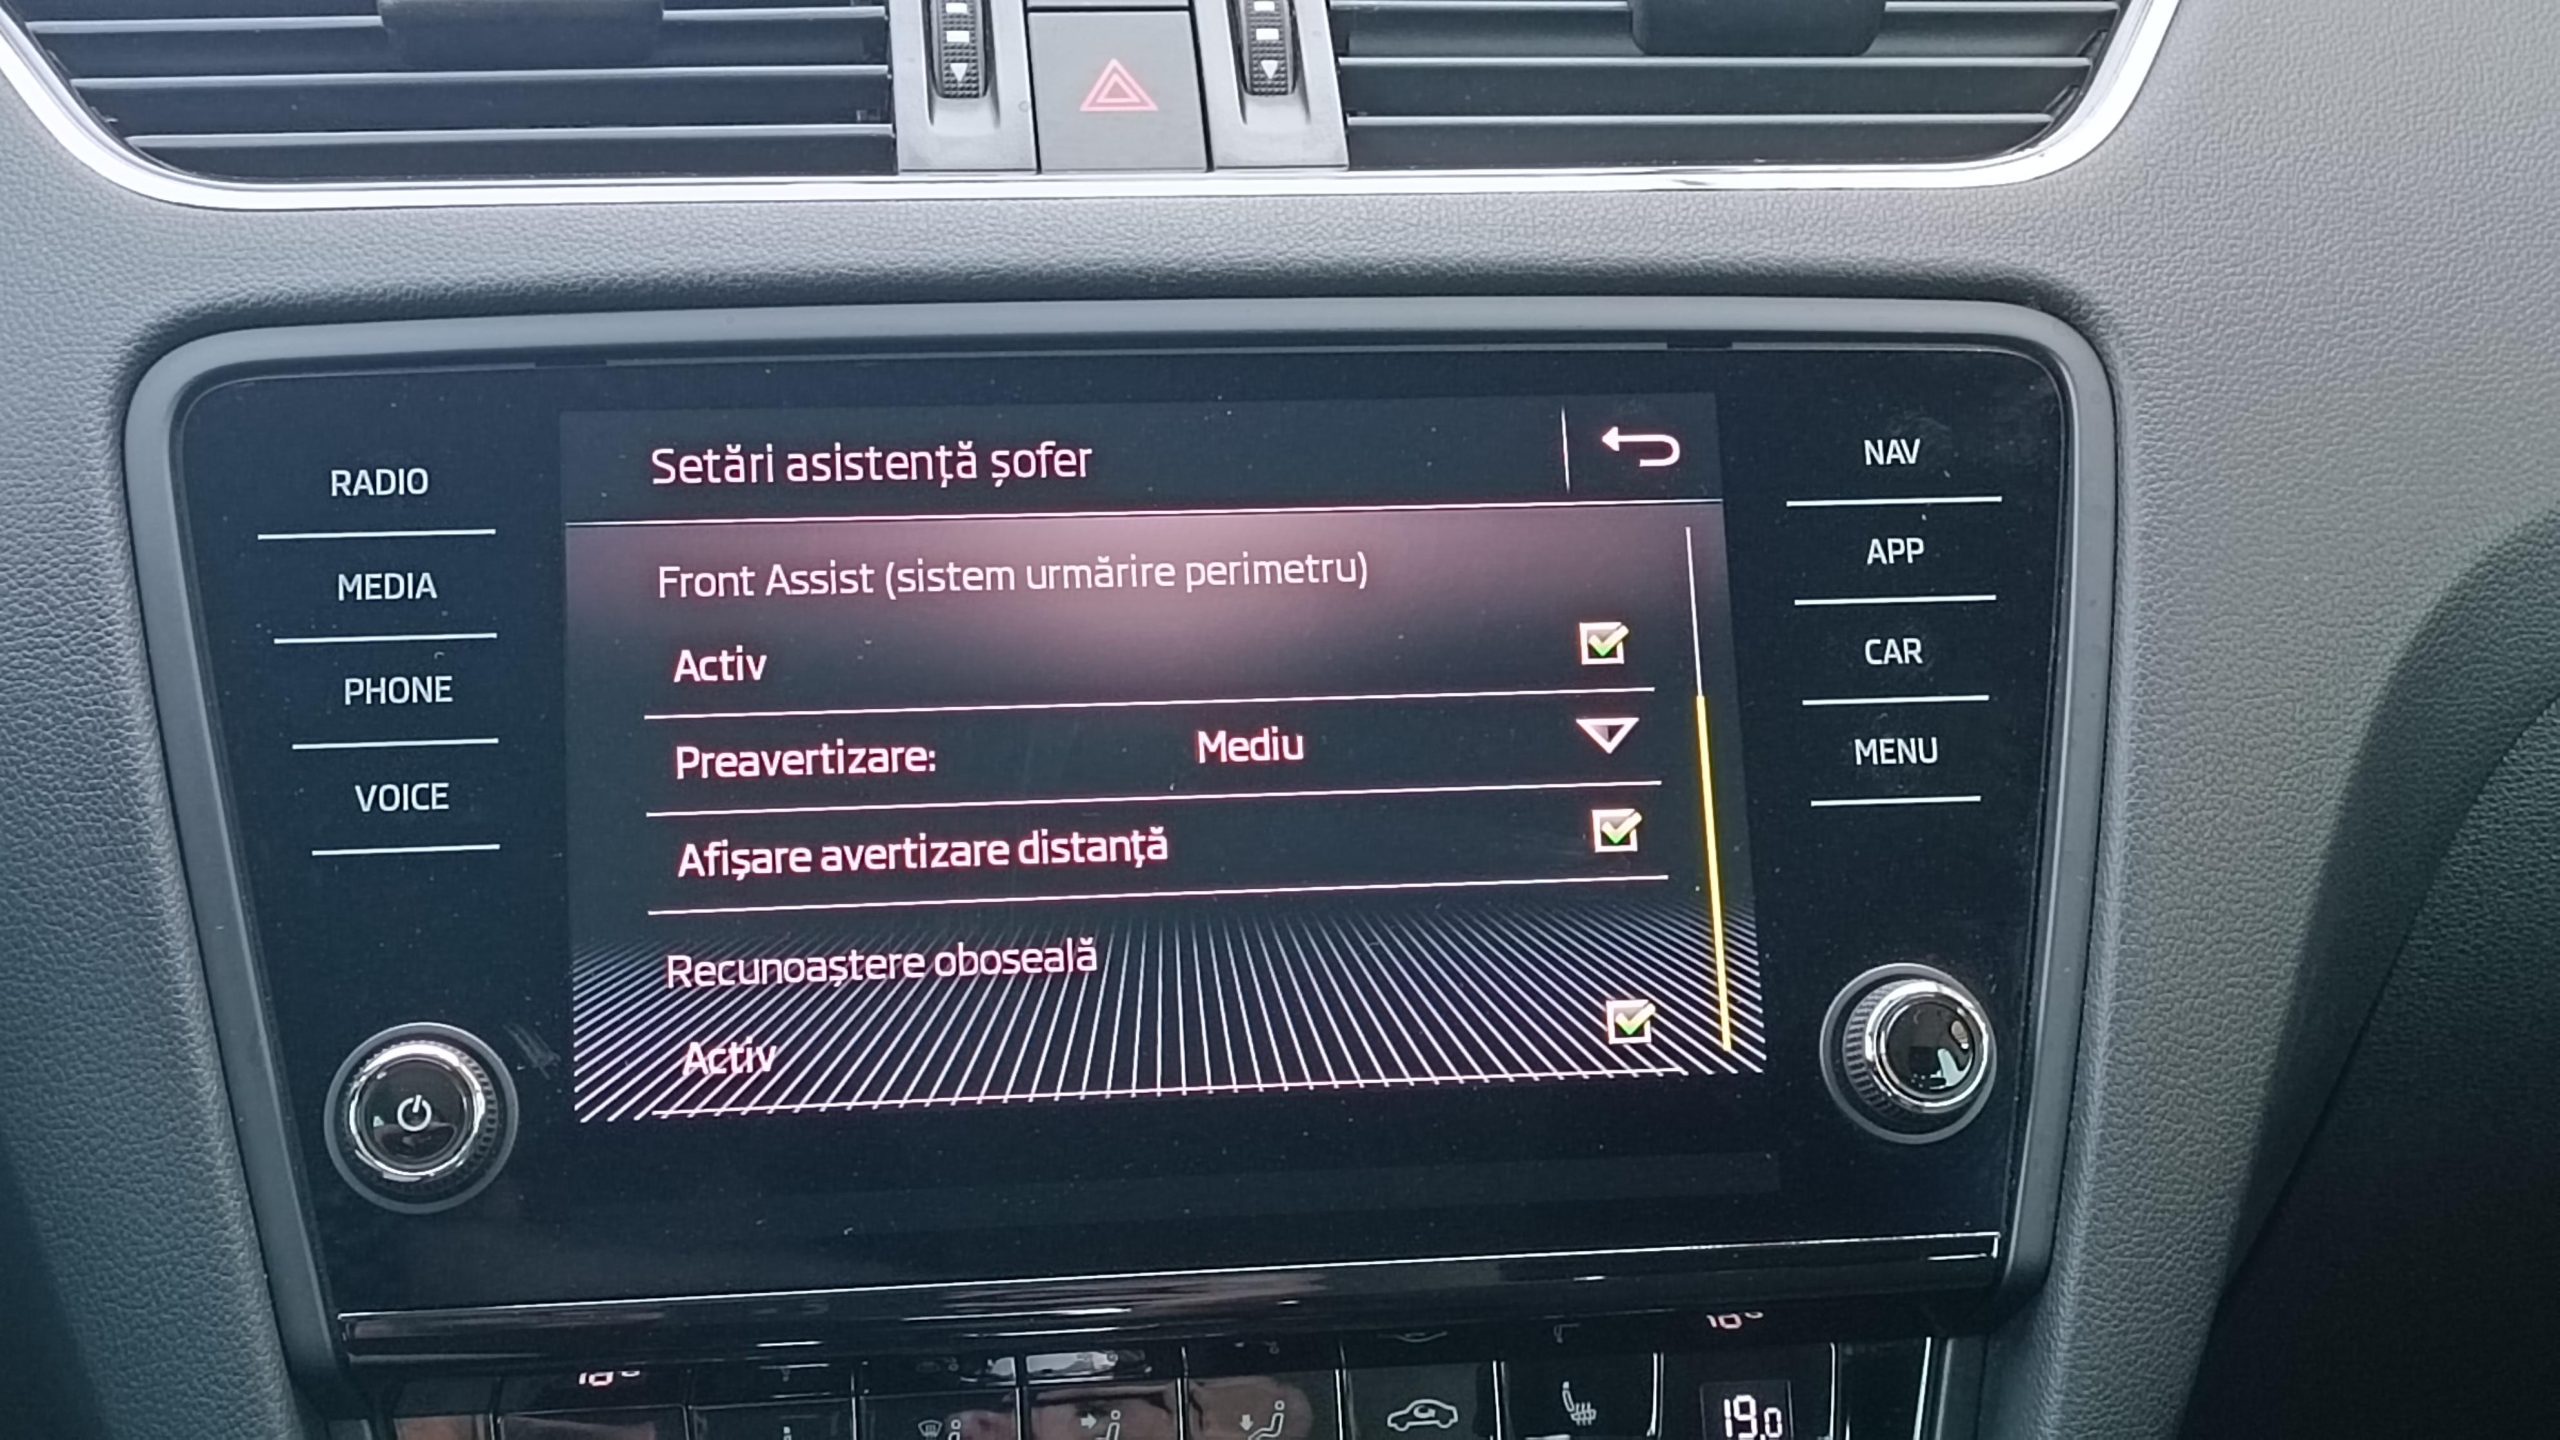 RADIO
MEDIA
PHONE
VOICE
Setări asistență șofer
Front Assist (sistem urmărire perimetru)
Activ
Preavertizare: Mediu
Afișare avertizare distanță
Recunoaștere oboseală
Activ
NAV
APP
CAR
MENU
19.0